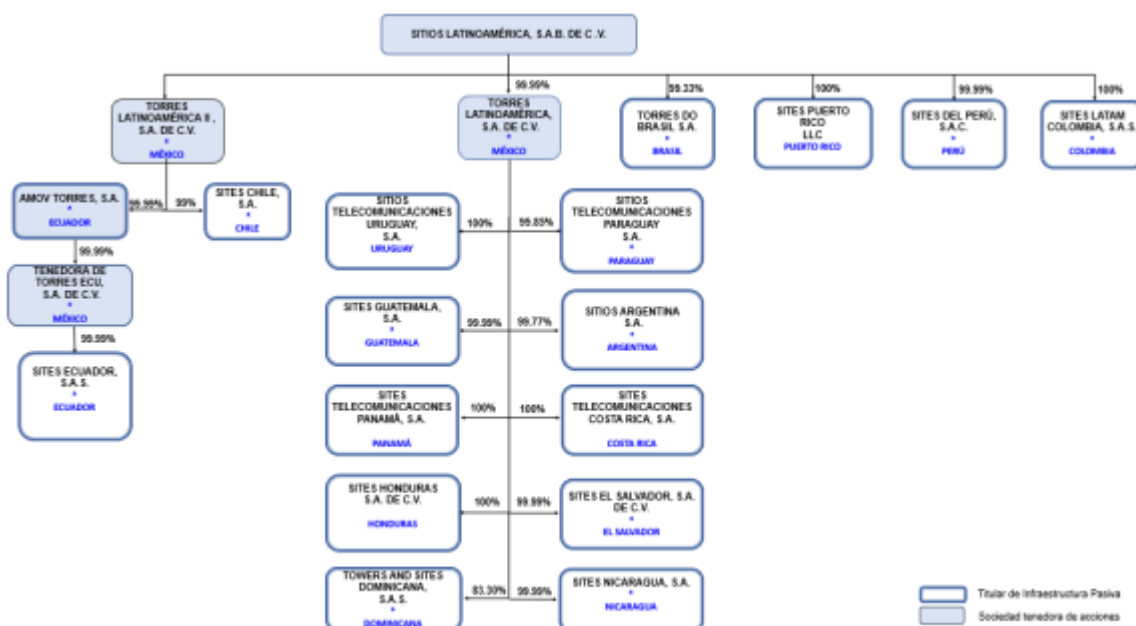 SITIOS LATINOAMÉRICA, S.A.B. DE C .V.
99.99%
99.33%
100%
99.99%
100%
TORRES
LATINOAMÉRICA II ,
S.A. DE C.V.
*
MÉXICO
TORRES
LATINOAMÉRICA,
S.A. DE C.V.
*
MÉXICO
TORRES DO
BRASIL S.A.
*
BRASIL
SITES PUERTO
RICO
LLC
PUERTO RICO
SITES DEL PERÚ,
S.A.C.
*
PERÚ
SITES LATAM
COLOMBIA, S.A.S.
*
COLOMBIA
AMOV TORRES, S.A.
*
ECUADOR
99.99%
99%
SITES CHILE,
S.A.
*
CHILE
99.99%
TENEDORA DE
TORRES ECU,
S.A. DE C.V.
*
MÉXICO
99.99%
SITES ECUADOR,
S.A.S.
*
ECUADOR
SITIOS
TELECOMUNICACIONES
URUGUAY,
S.A.
URUGUAY
100%
99.83%
SITIOS
TELECOMUNICACIONES
PARAGUAY
S.A.
*
PARAGUAY
SITES GUATEMALA,
S.A.
*
GUATEMALA
99.99%
99.77%
SITIOS ARGENTINA
S.A.
*
ARGENTINA
SITES
TELECOMUNICACIONES
PANAMÁ, S.A.
*
PANAMÁ
100%
100%
SITES
TELECOMUNICACIONES
COSTA RICA, S.A.
*
COSTA RICA
SITES HONDURAS
S.A. DE C.V.
*
HONDURAS
100%
99.99%
SITES EL SALVADOR, S.A.
DE C.V.
*
EL SALVADOR
TOWERS AND SITES
DOMINICANA,
S.A.S.
*
DOMINICANA
83.30%
99.99%
SITES NICARAGUA, S.A.
*
NICARAGUA
Titular de Infraestructura Pasiva
Sociedad tenedora de acciones